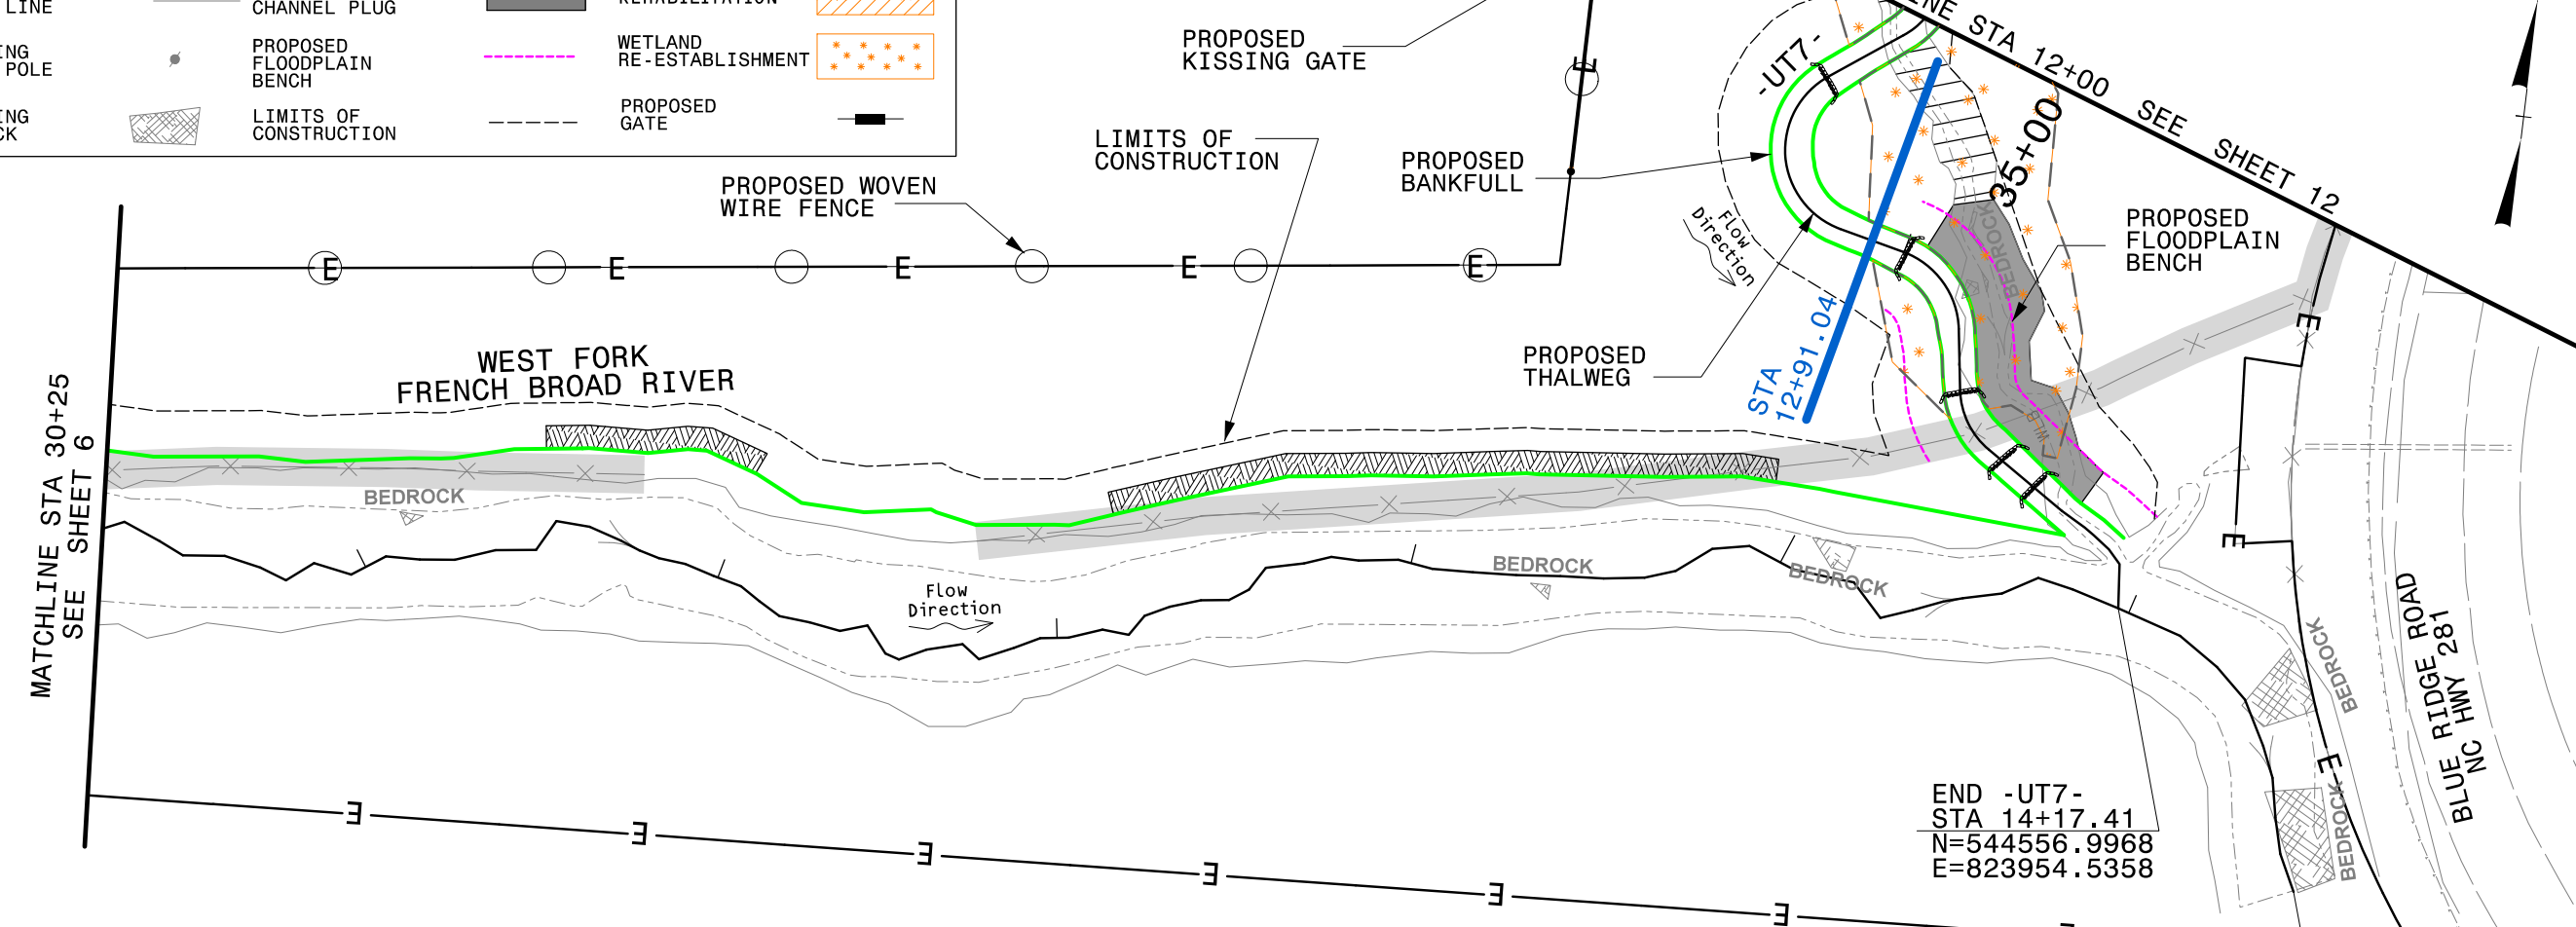 LINE
CHANNEL PLUG
REHABILITATION
ING
POLE
PROPOSED
FLOODPLAIN
BENCH
WETLAND
RE-ESTABLISHMENT
ING
CK
LIMITS OF
CONSTRUCTION
PROPOSED
GATE
PROPOSED
KISSING GATE
LIMITS OF
CONSTRUCTION
PROPOSED WOVEN
WIRE FENCE
PROPOSED
BANKFULL
-UT7-
STA 12+00 SEE SHEET 12
35+00
PROPOSED
FLOODPLAIN
BENCH
Flow
Direction
BEDROCK
E
E
E
E
E
E
PROPOSED
THALWEG
STA
12+91.04
WLB
E
E
WEST FORK
FRENCH BROAD RIVER
MATCHLINE STA 30+25
SEE SHEET 6
BEDROCK
BEDROCK
BEDROCK
Flow
Direction
BEDROCK
BEDROCK
BLUE RIDGE ROAD
NC HWY 281
E
END -UT7-
STA 14+17.41
N=544556.9968
E=823954.5358
E
E
E
E
E
E